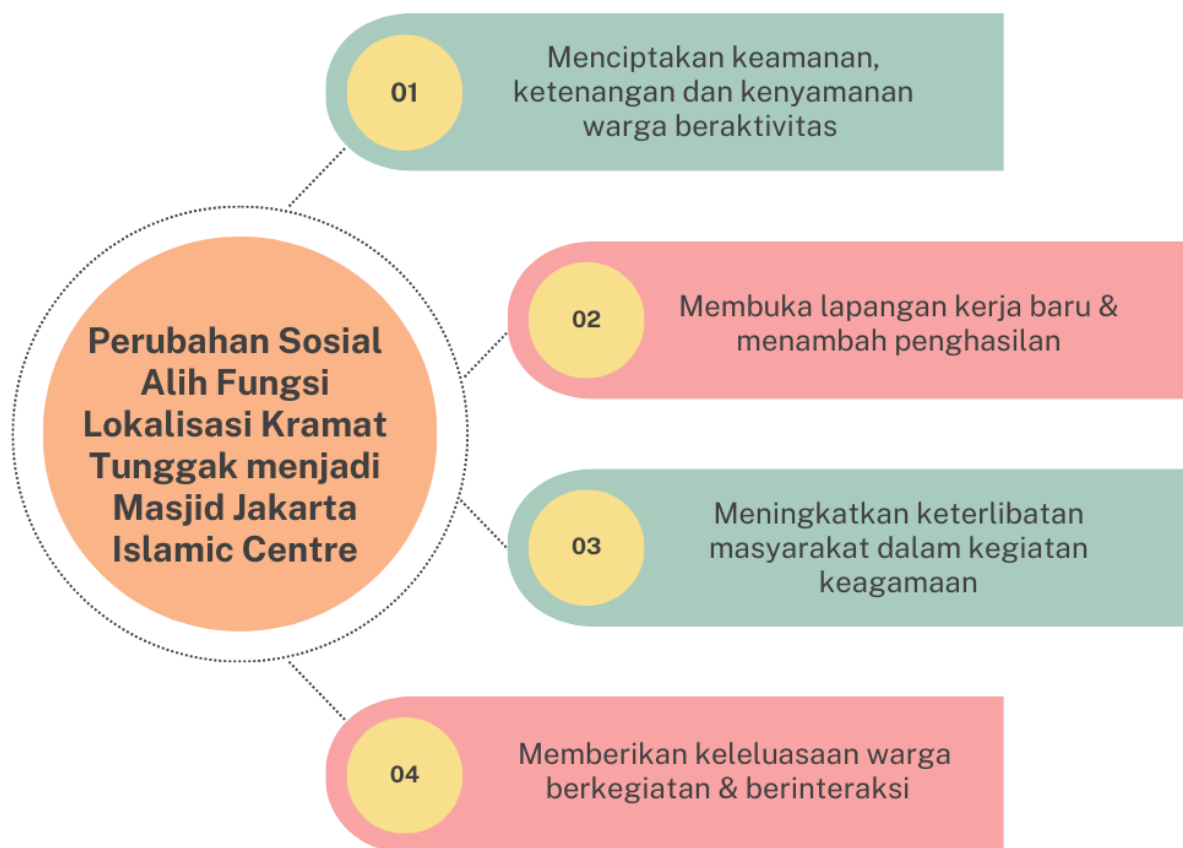 Perubahan Sosial
Alih Fungsi
Lokalisasi Kramat
Tunggak menjadi
Masjid Jakarta
Islamic Centre
01
Menciptakan keamanan,
ketenangan dan kenyamanan
warga beraktivitas
02
Membuka lapangan kerja baru &
menambah penghasilan
03
Meningkatkan keterlibatan
masyarakat dalam kegiatan
keagamaan
04
Memberikan keleluasaan warga
berkegiatan & berinteraksi